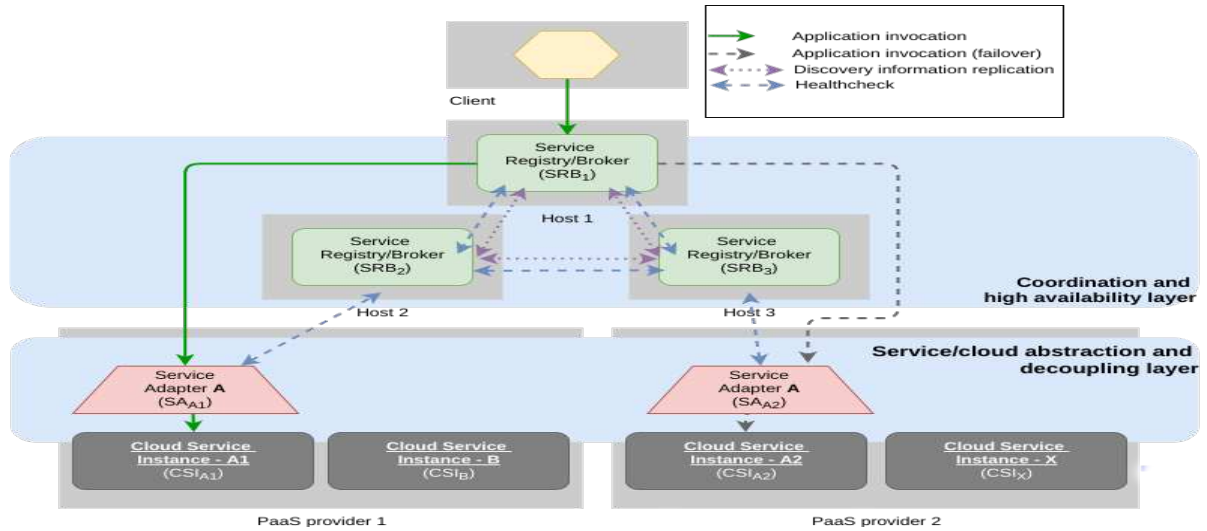 Application invocation
Application invocation (failover)
Discovery information replication
Healthcheck
Client
Service
Registry/Broker
(SRB1)
Host 1
Service
Registry/Broker
(SRB2)
Service
Registry/Broker
(SRB3)
Coordination and
high availability layer
Host 2
Host 3
Service/cloud abstraction and
decoupling layer
Service
Adapter A
(SAA1)
Service
Adapter A
(SAA2)
Cloud Service
Instance - A1
(CSIA1)
Cloud Service
Instance - B
(CSIB)
Cloud Service
Instance - A2
(CSIA2)
Cloud Service
Instance - X
(CSIX)
PaaS provider 1
PaaS provider 2